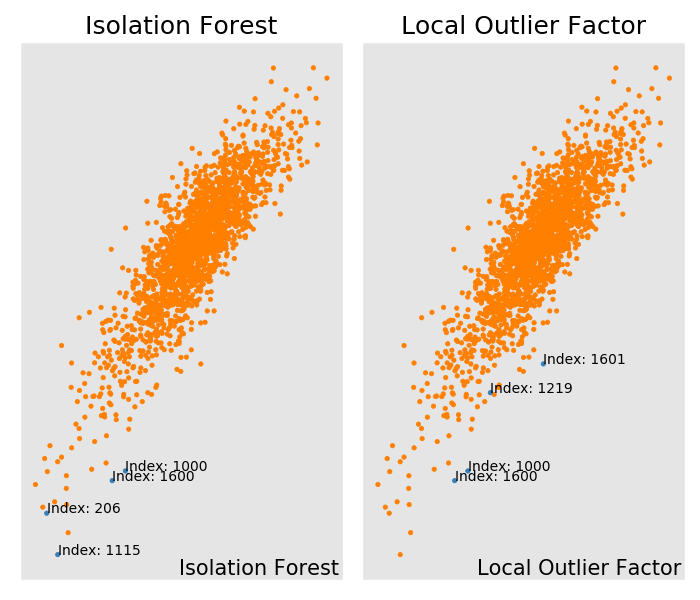 Isolation Forest
Local Outlier Factor
Index: 1601
Index: 1219
Index: 1000
Index: 1600
Index: 206
Index: 1115
Index: 1000
Index: 1600
Isolation Forest
Local Outlier Factor